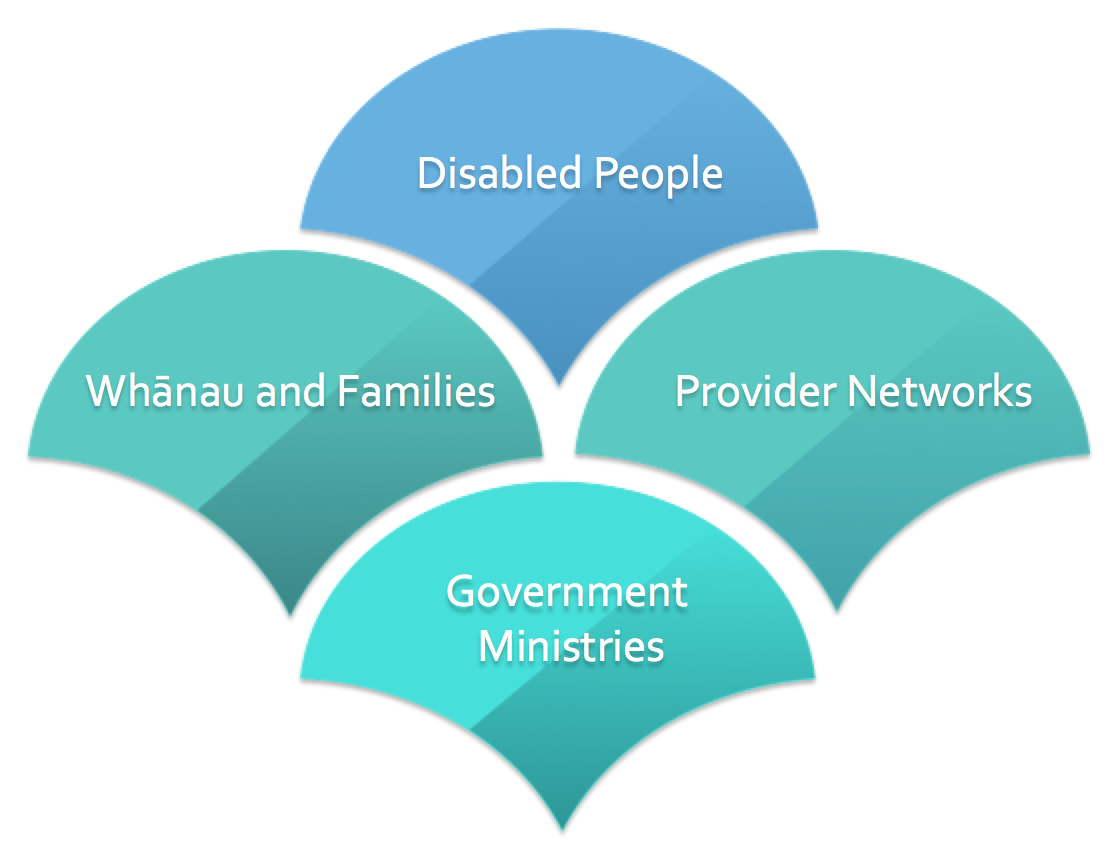 Disabled People
Whānau and Families
Provider Networks
Government
Ministries